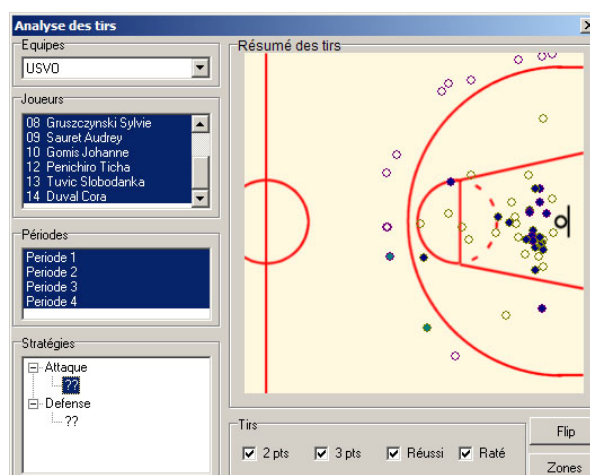 Analyse des tirs
Equipes
USVO
Joueurs
08 Gruszczynski Sylvie
09 Sauret Audrey
10 Gomis Johanne
12 Penichiro Ticha
13 Tuvic Slobodanka
14 Duval Cora
Périodes
Periode 1
Periode 2
Periode 3
Periode 4
Stratégies
Attaque
??
Defense
??
Résumé des tirs
Tirs
2 pts
3 pts
Réussi
Raté
Flip
Zones